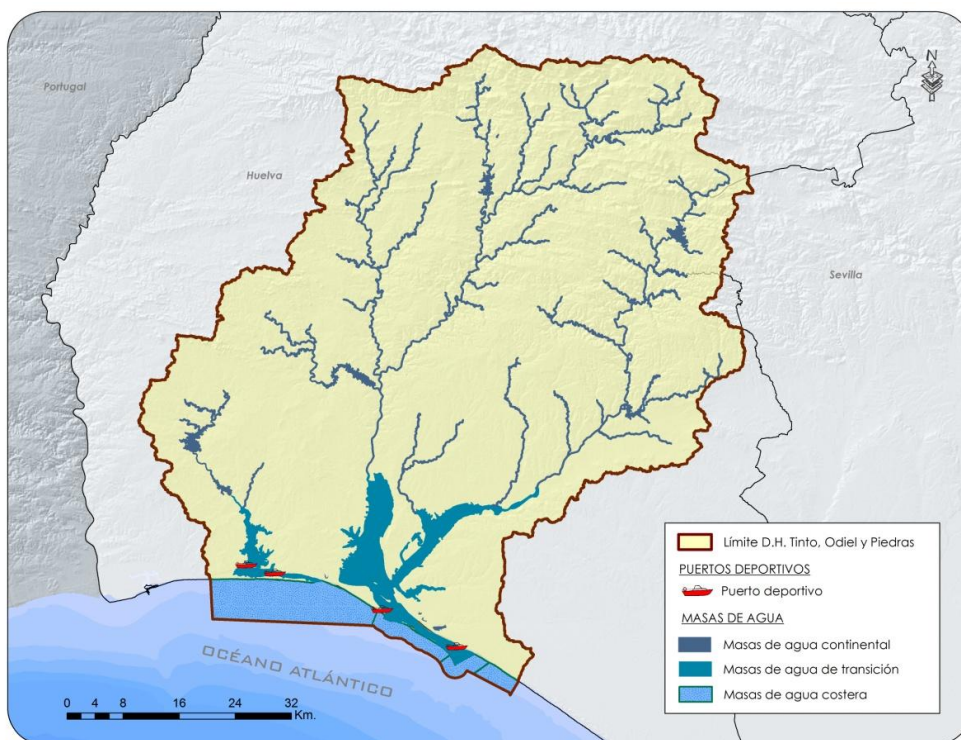 Portugal
N
Huelva
Sevilla
OCÉANO ATLÁNTICO
0 4 8 16 24 32
Km.
Límite D.H. Tinto, Odiel y Piedras
PUERTOS DEPORTIVOS
Puerto deportivo
MASAS DE AGUA
Masas de agua continental
Masas de agua de transición
Masas de agua costera